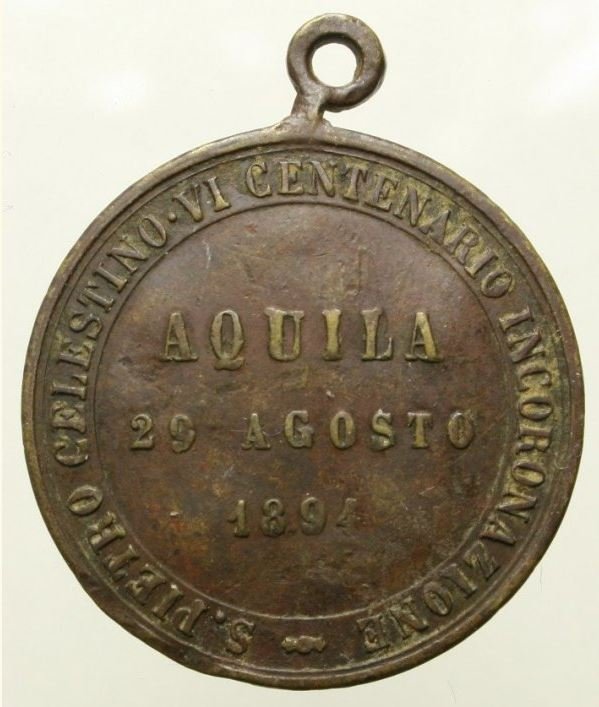 S. PIETRO CELESTINO · VI CENTENARIO INCORONAZIONE
AQUILA
29 AGOSTO
1894